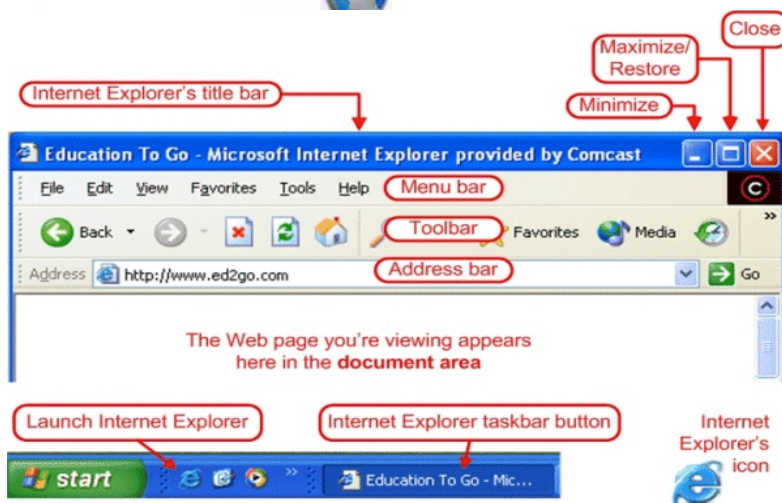 Close
Maximize/
Restore
Internet Explorer's title bar
Minimize
Education To Go - Microsoft Internet Explorer provided by Comcast
File Edit View Favorites Tools Help Menu bar C
Back Toolbar Favorites Media »
Address http://www.ed2go.com Address bar Go
The Web page you're viewing appears
here in the document area
Launch Internet Explorer
Internet Explorer taskbar button
Internet
Explorer's
icon
start » Education To Go - Mic...